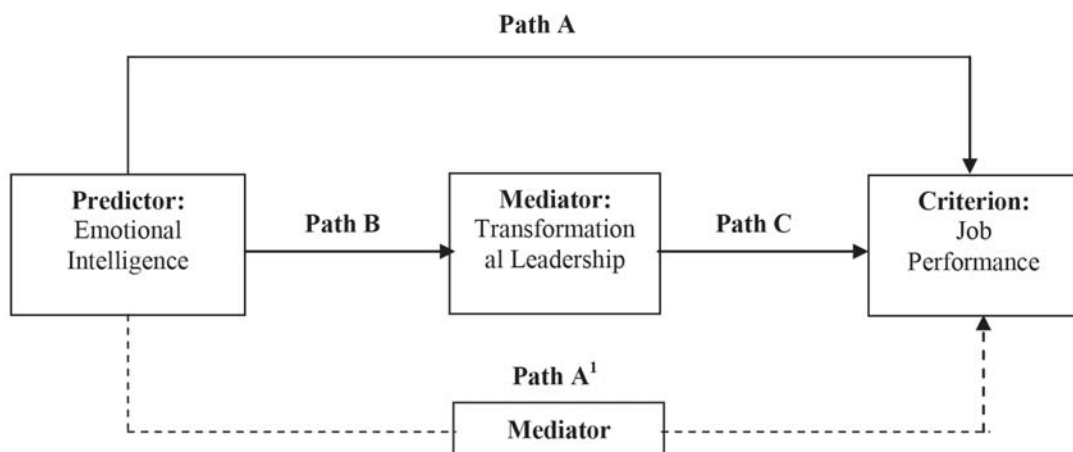 Path A
Predictor:
Emotional
Intelligence
Path B
Mediator:
Transformation
al Leadership
Path C
Criterion:
Job
Performance
Path A¹
Mediator